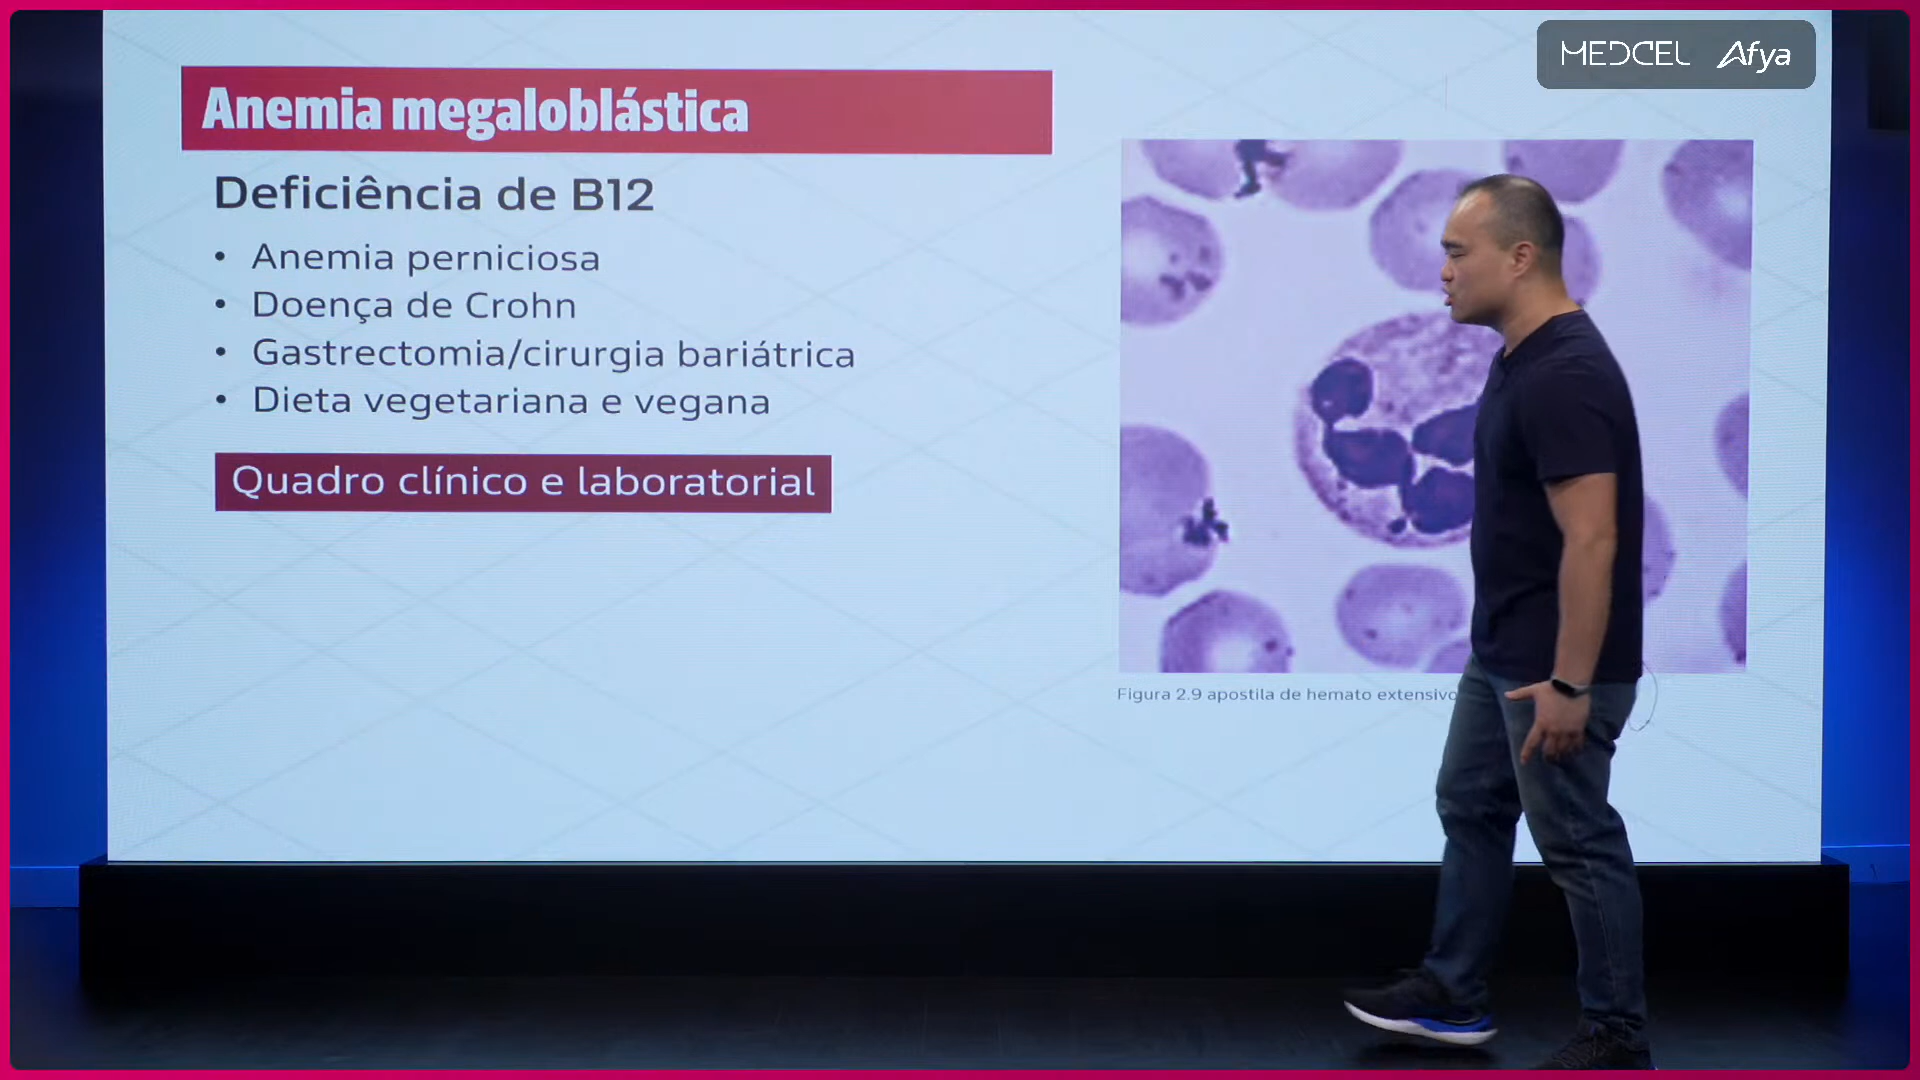 MEDCEL Afya
Anemia megaloblástica
Deficiência de B12
• Anemia perniciosa
• Doença de Crohn
• Gastrectomia/cirurgia bariátrica
• Dieta vegetariana e vegana
Quadro clínico e laboratorial
Figura 2.9 apostila de hemato extensivo